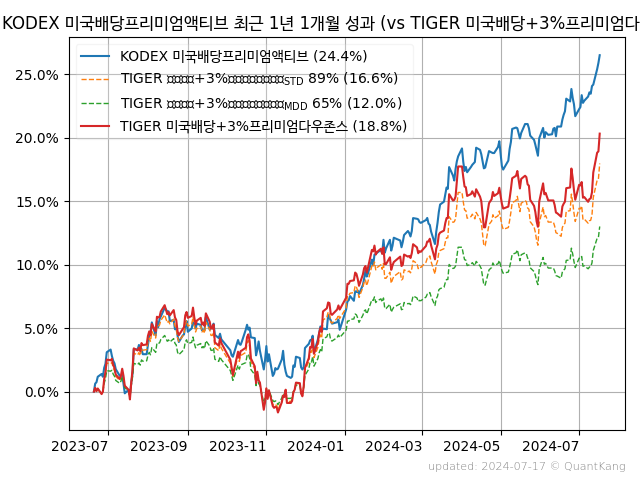 KODEX 미국배당프리미엄액티브 최근 1년 1개월 성과 (vs TIGER 미국배당+3%프리미엄다
KODEX 미국배당프리미엄액티브 (24.4%)
TIGER □□□□+3%□□□□□□□□STD 89% (16.6%)
TIGER □□□□+3%□□□□□□□□MDD 65% (12.0%)
TIGER 미국배당+3%프리미엄다우존스 (18.8%)
25.0%
20.0%
15.0%
10.0%
5.0%
0.0%
2023-07 2023-09 2023-11 2024-01 2024-03 2024-05 2024-07
updated: 2024-07-17 © QuantKang